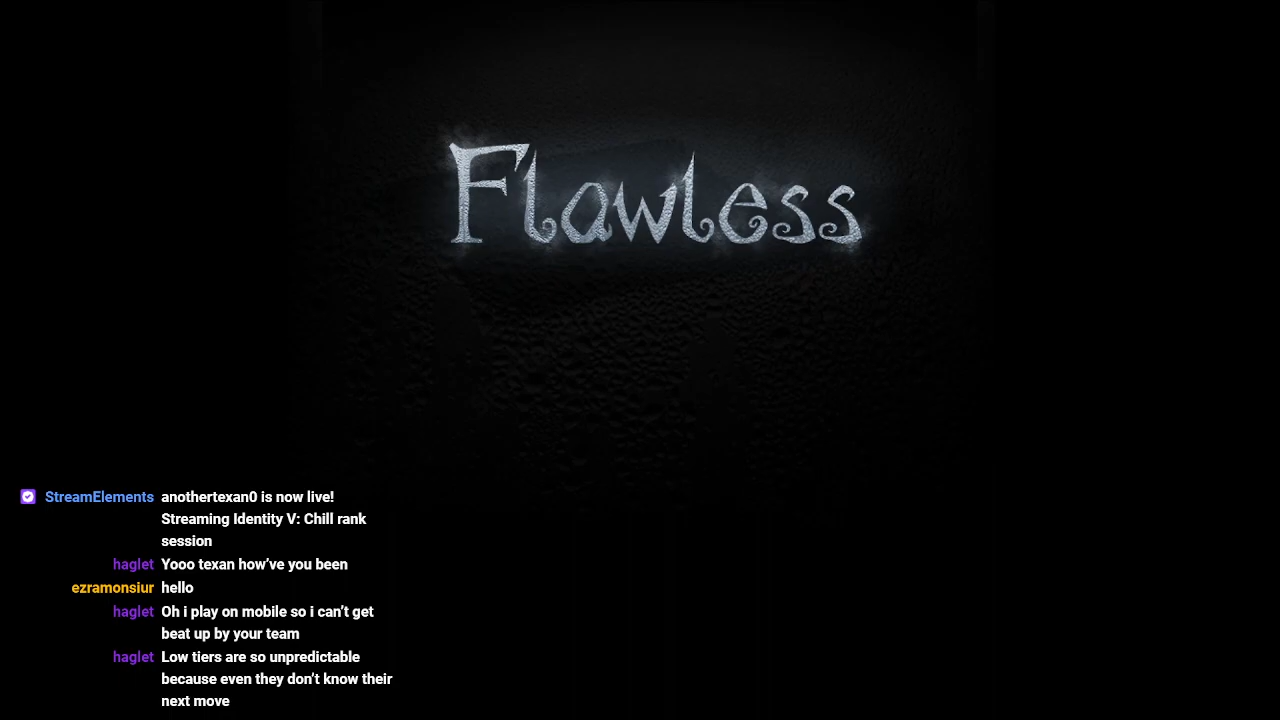 Flawless
StreamElements anothertexan0 is now live!
Streaming Identity V: Chill rank
session
haglet Yooo texan how’ve you been
ezramonsiur hello
haglet Oh i play on mobile so i can’t get
beat up by your team
haglet Low tiers are so unpredictable
because even they don’t know their
next move